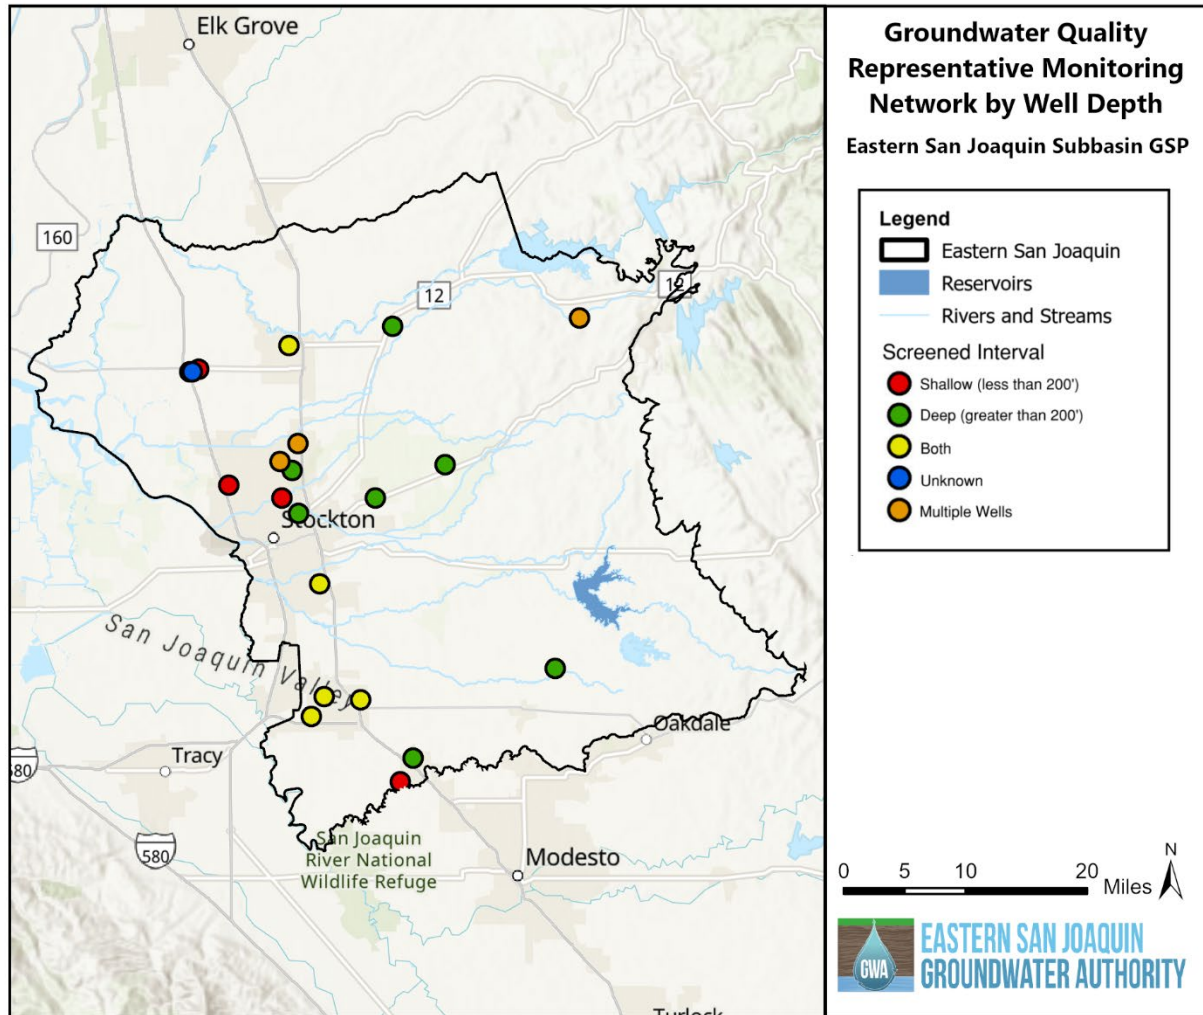 Elk Grove
160
12
12
Stockton
San Joaquin Valley
Oakdale
Tracy
580
580
San Joaquin
River National
Wildlife Refuge
Modesto
Turlock
Groundwater Quality
Representative Monitoring
Network by Well Depth
Eastern San Joaquin Subbasin GSP
Legend
Eastern San Joaquin
Reservoirs
Rivers and Streams
Screened Interval
Shallow (less than 200')
Deep (greater than 200')
Both
Unknown
Multiple Wells
N
0 5 10 20 Miles
GWA
EASTERN SAN JOAQUIN
GROUNDWATER AUTHORITY